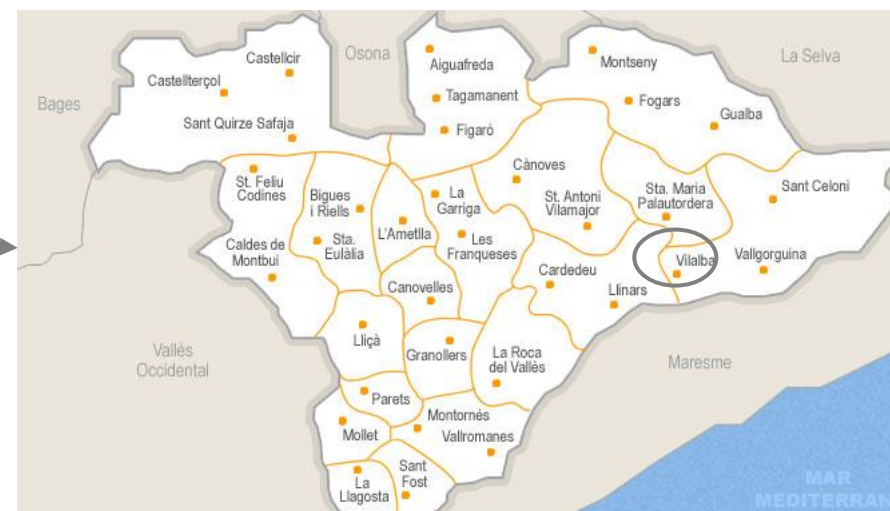 Castellcir
Osona
Aiguafreda
Montseny
La Selva
Castellterçol
Bages
Tagamanent
Fogars
Gualba
Sant Quirze Safaja
Figaró
St. Feliu
Codines
Bigues
i Riells
L'Ametlla
La
Garriga
Cànoves
St. Antoni
Vilamajor
Sta. Maria
Palautordera
Sant Celoni
Caldes de
Montbui
Sta.
Eulàlia
Les
Franqueses
Cardedeu
Vilalba
Vallgorguina
Canovelles
Llinars
Lliçà
Granollers
La Roca
del Vallès
Vallès
Occidental
Maresme
Parets
Montornés
Mollet
Vallromanes
La
Llagosta
Sant
Fost
MAR
MEDITERRAN